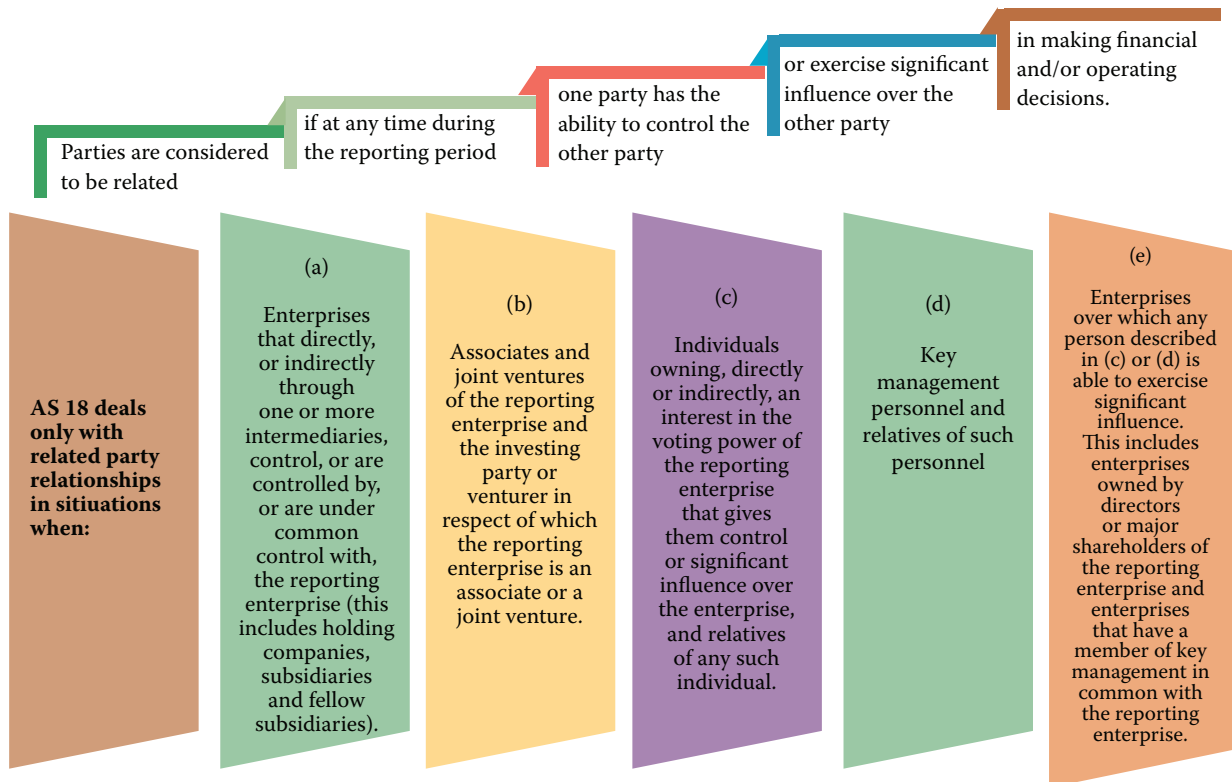 Parties are considered
to be related
if at any time during
the reporting period
one party has the
ability to control the
other party
or exercise significant
influence over the
other party
in making financial
and/or operating
decisions.
AS 18 deals
only with
related party
relationships
in sitiuations
when:
(a)
Enterprises
that directly,
or indirectly
through
one or more
intermediaries,
control, or are
controlled by,
or are under
common
control with,
the reporting
enterprise (this
includes holding
companies,
subsidiaries
and fellow
subsidiaries).
(b)
Associates and
joint ventures
of the reporting
enterprise and
the investing
party or
venturer in
respect of which
the reporting
enterprise is an
associate or a
joint venture.
(c)
Individuals
owning, directly
or indirectly, an
interest in the
voting power of
the reporting
enterprise
that gives
them control
or significant
influence over
the enterprise,
and relatives
of any such
individual.
(d)
Key
management
personnel and
relatives of such
personnel
(e)
Enterprises
over which any
person described
in (c) or (d) is
able to exercise
significant
influence.
This includes
enterprises
owned by
directors
or major
shareholders of
the reporting
enterprise and
enterprises
that have a
member of key
management in
common with
the reporting
enterprise.